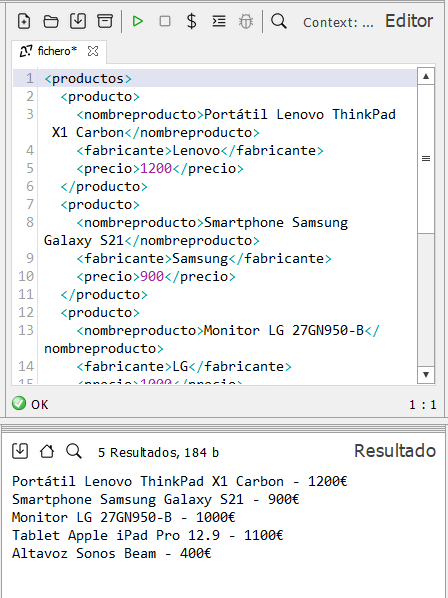 Context: ... Editor
fichero*
1 <productos>
2 <producto>
3 <nombreproducto>Portátil Lenovo ThinkPad
X1 Carbon</nombreproducto>
4 <fabricante>Lenovo</fabricante>
5 <precio>1200</precio>
6 </producto>
7 <producto>
8 <nombreproducto>Smartphone Samsung
Galaxy S21</nombreproducto>
9 <fabricante>Samsung</fabricante>
10 <precio>900</precio>
11 </producto>
12 <producto>
13 <nombreproducto>Monitor LG 27GN950-B</
nombreproducto>
14 <fabricante>LG</fabricante>
15 <precio>1000</precio>
OK 1 : 1
5 Resultados, 184 b Resultado
Portátil Lenovo ThinkPad X1 Carbon - 1200€
Smartphone Samsung Galaxy S21 - 900€
Monitor LG 27GN950-B - 1000€
Tablet Apple iPad Pro 12.9 - 1100€
Altavoz Sonos Beam - 400€